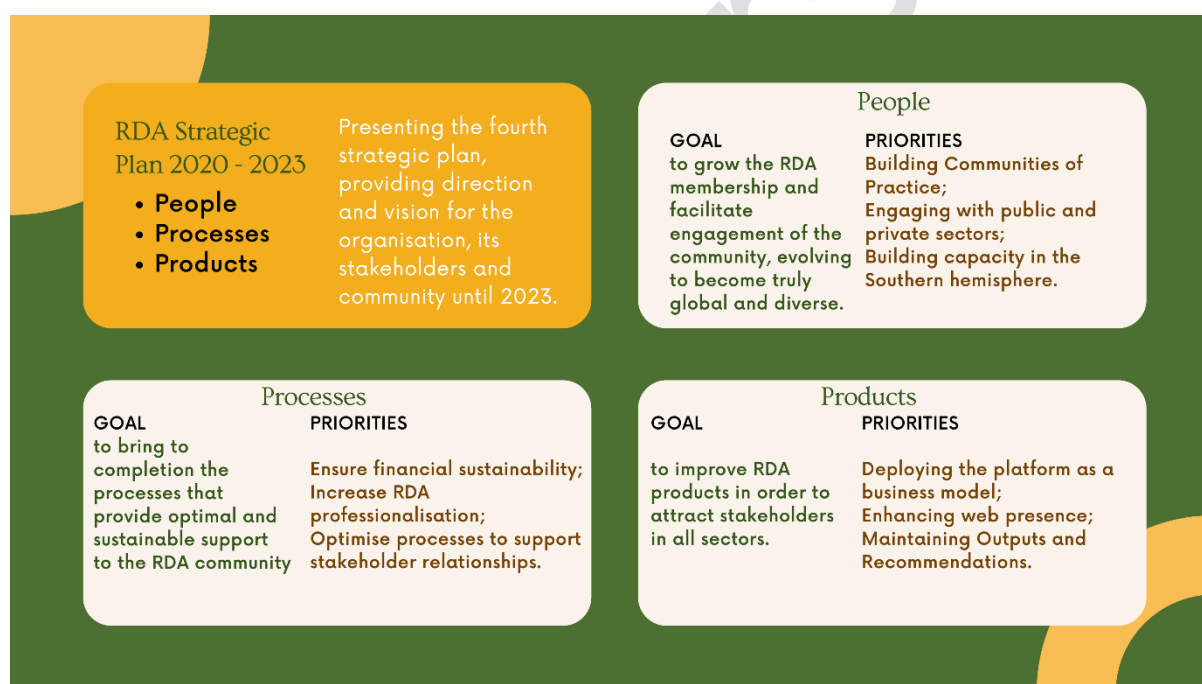 RDA Strategic
Plan 2020 - 2023
• People
• Processes
• Products
Presenting the fourth
strategic plan,
providing direction
and vision for the
organisation, its
stakeholders and
community until 2023.
People
GOAL
to grow the RDA
membership and
facilitate
engagement of the
community, evolving
to become truly
global and diverse.
PRIORITIES
Building Communities of
Practice;
Engaging with public and
private sectors;
Building capacity in the
Southern hemisphere.
Processes
GOAL
to bring to
completion the
processes that
provide optimal and
sustainable support
to the RDA community
PRIORITIES
Ensure financial sustainability;
Increase RDA
professionalisation;
Optimise processes to support
stakeholder relationships.
Products
GOAL
to improve RDA
products in order to
attract stakeholders
in all sectors.
PRIORITIES
Deploying the platform as a
business model;
Enhancing web presence;
Maintaining Outputs and
Recommendations.